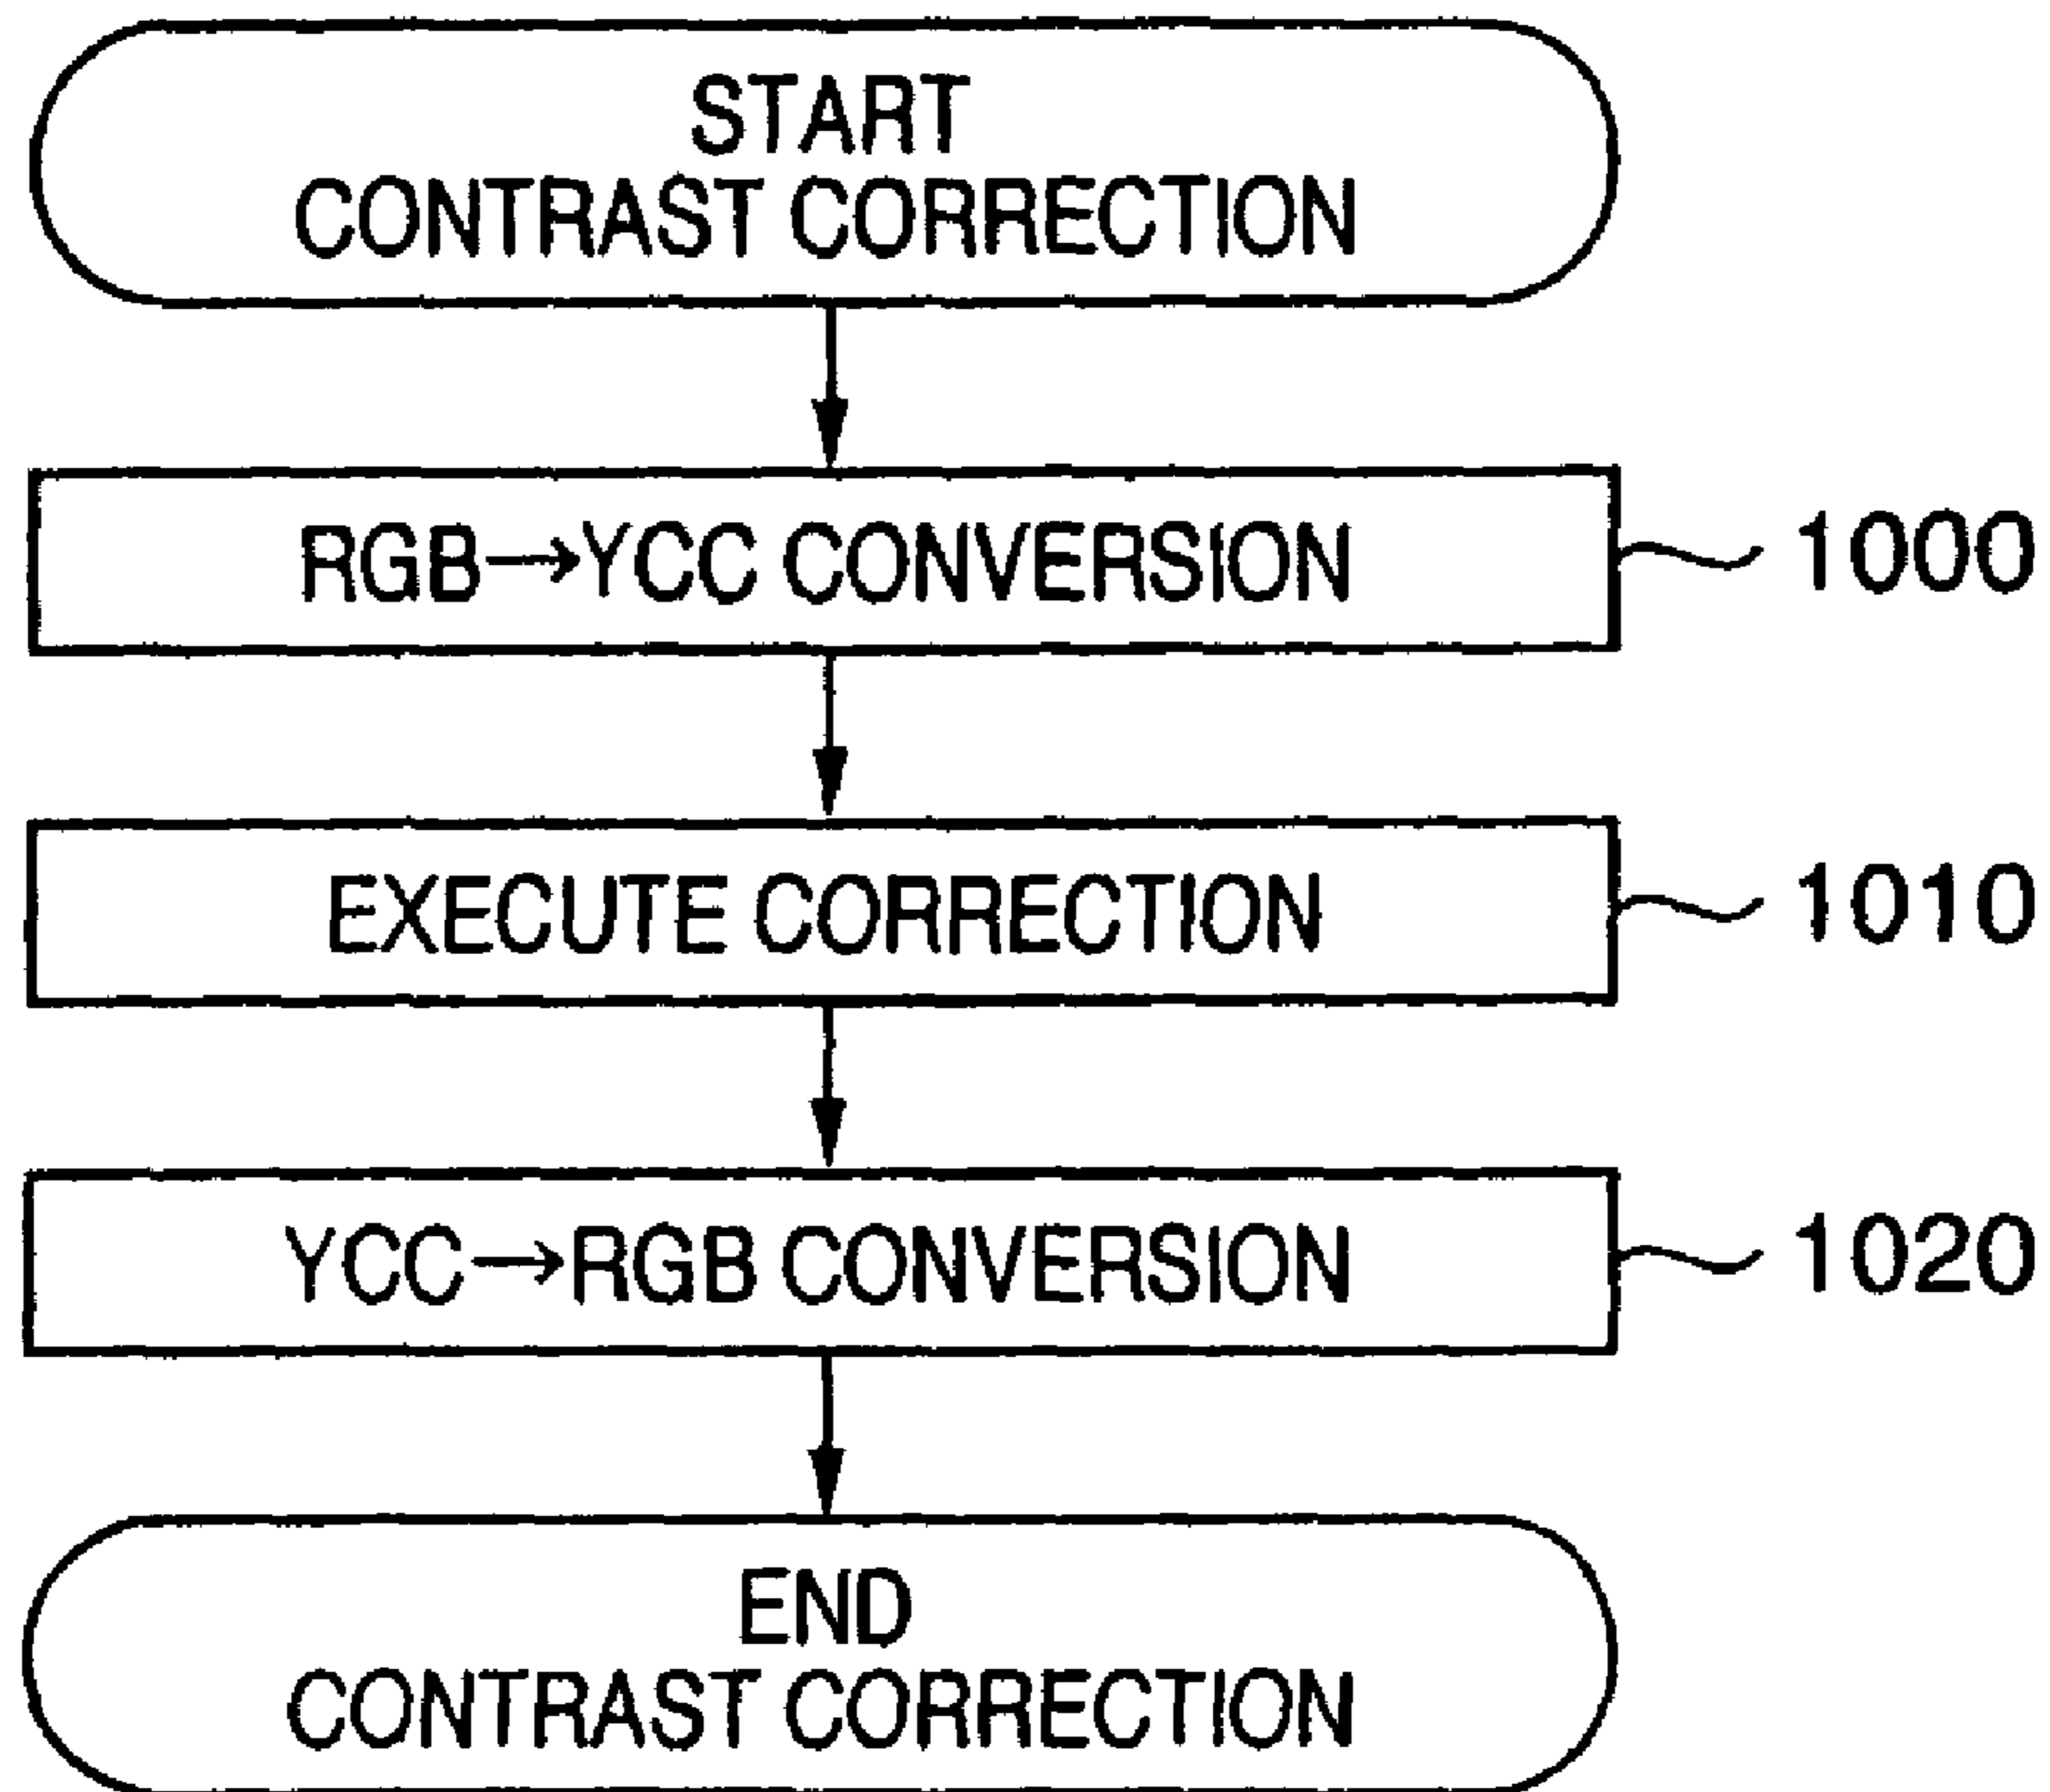 START
CONTRAST CORRECTION
RGB→YCC CONVERSION
1000
EXECUTE CORRECTION
1010
YCC→RGB CONVERSION
1020
END
CONTRAST CORRECTION